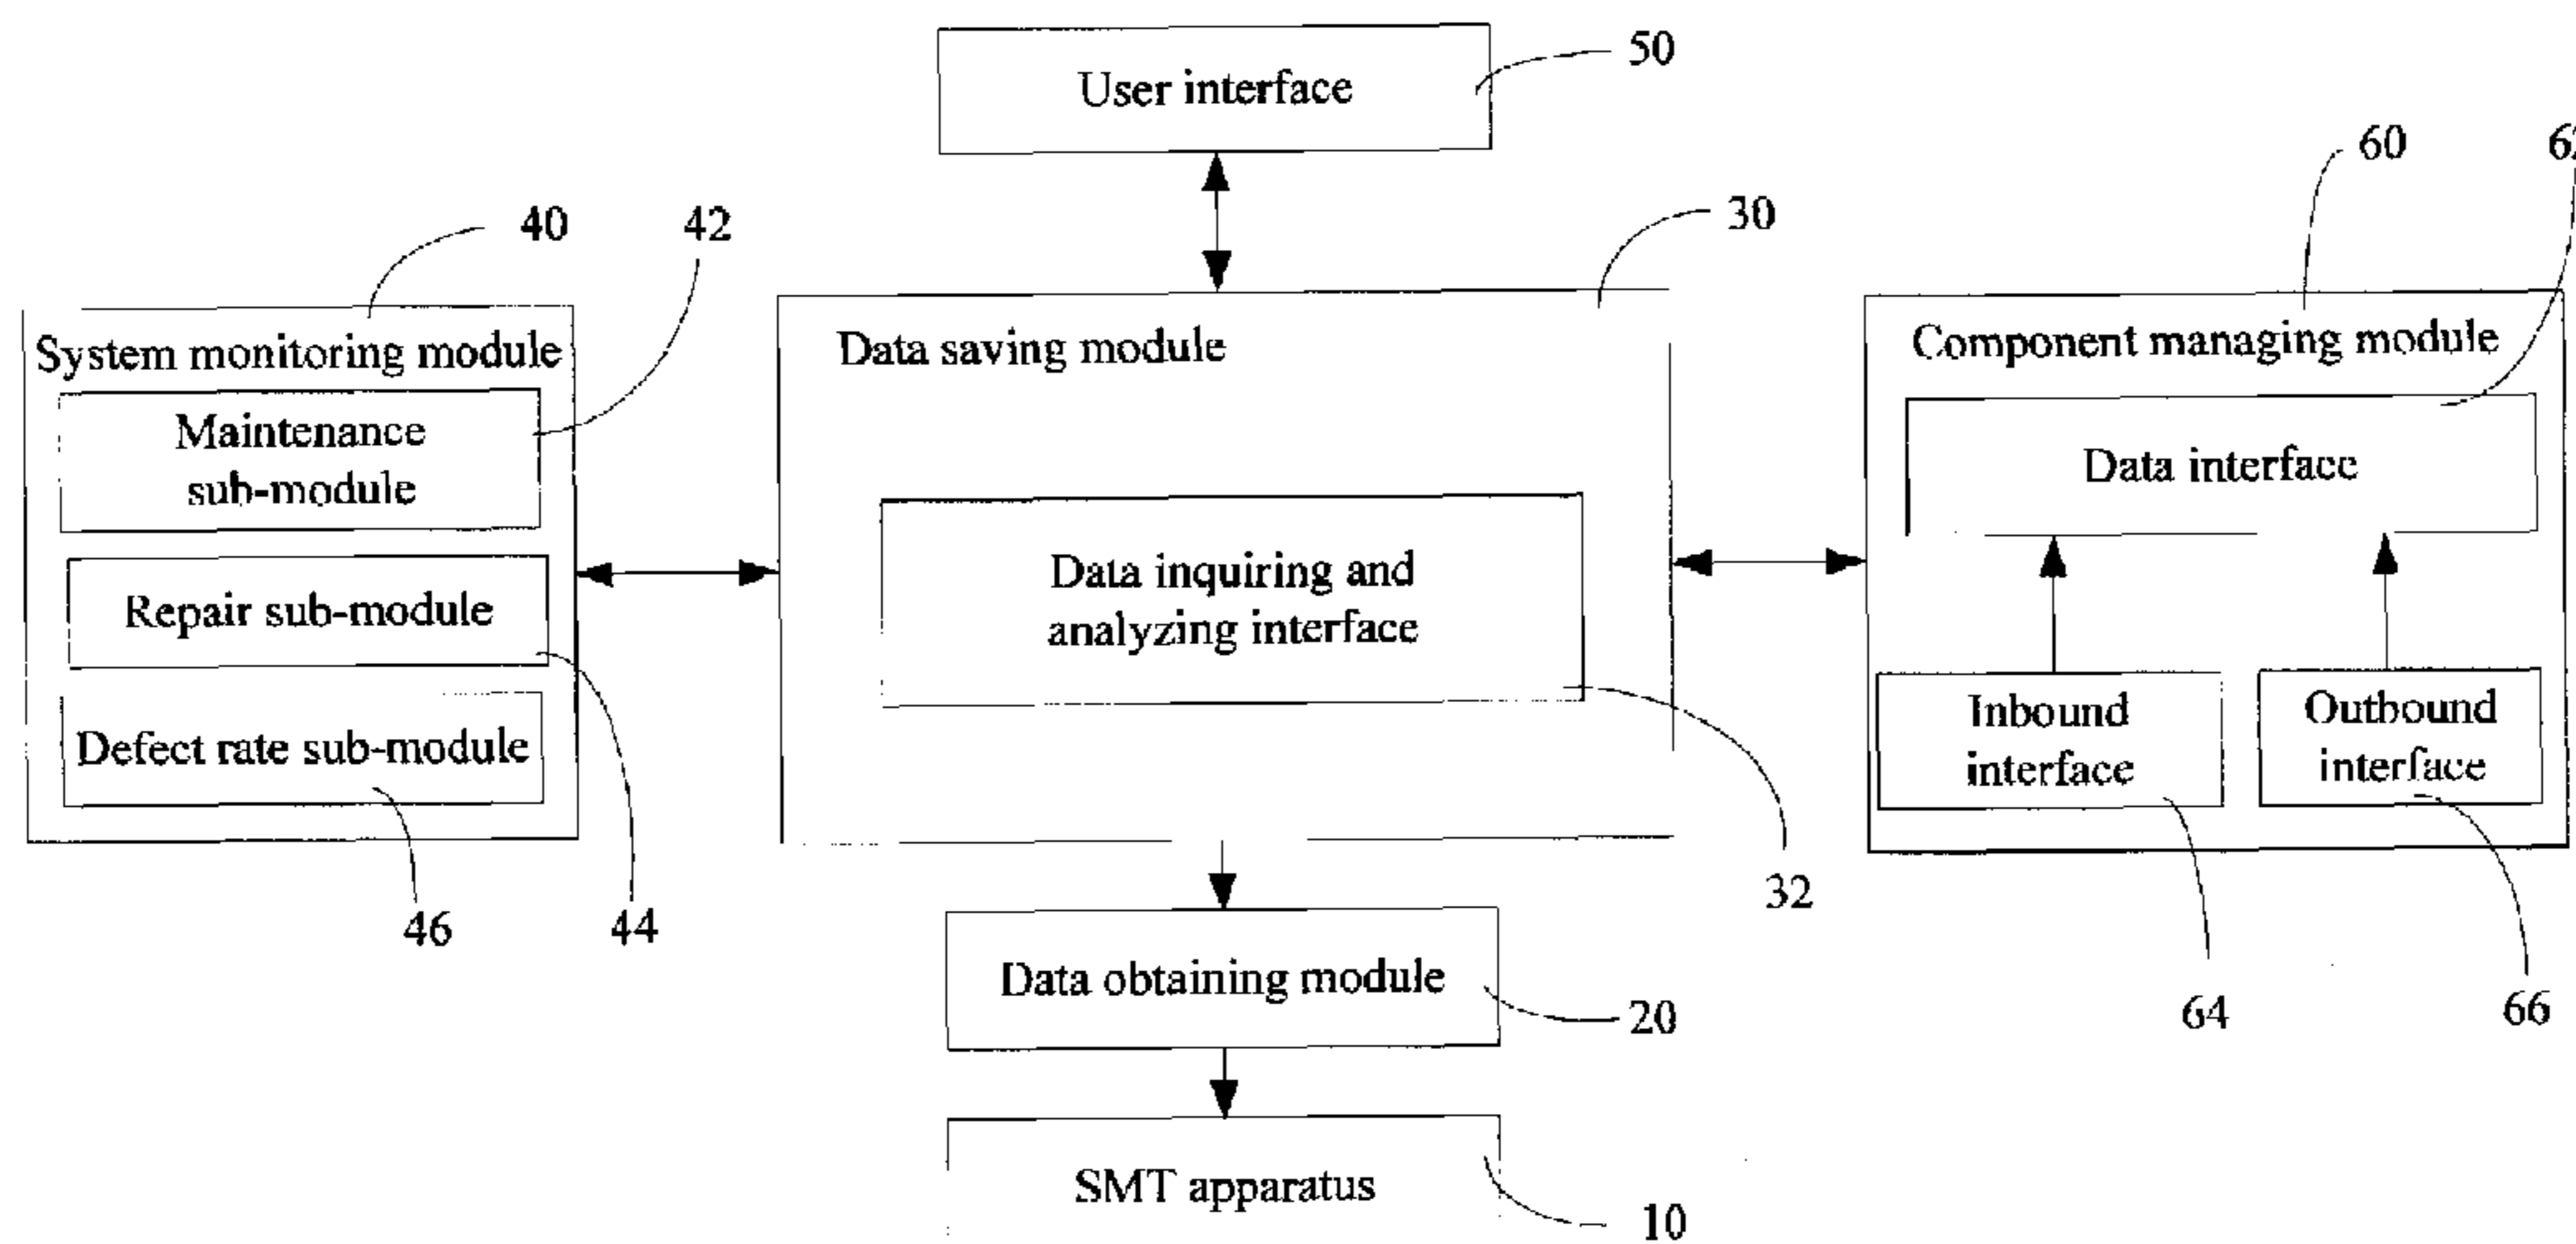 User interface
50
60
40
42
30
System monitoring module
Data saving module
Component managing module
Maintenance
sub-module
Data interface
Repair sub-module
Data inquiring and
analyzing interface
Defect rate sub-module
Inbound
interface
Outbound
interface
46
44
32
Data obtaining module
20
64
66
SMT apparatus
10